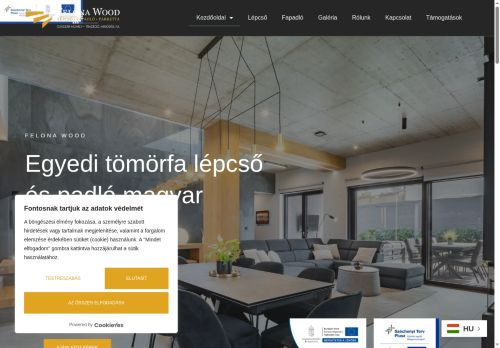 FELONA WOOD
Kezdőoldal
Lépcső
Fapadló
Galéria
Rólunk
Kapcsolat
Támogatások
FELONA WOOD
Egyedi tömörfa lépcső
és padló magyar
Fontosnak tartjuk az adatok védelmét
A böngészési élmény fokozása, a személyre szabott
hirdetések vagy tartalmak megjelenítése, valamint a forgalom
elemzése érdekében sütiket (cookie) használunk. A "Mindet
elfogadom" gombra kattintva hozzájárulhat a sütik
használatához.
TESTRESZABÁS
ELUTASÍT
AZ ÖSSZES ELFOGADÁSA
Powered by CookieYes
Széchenyi Terv
Plusz
HU